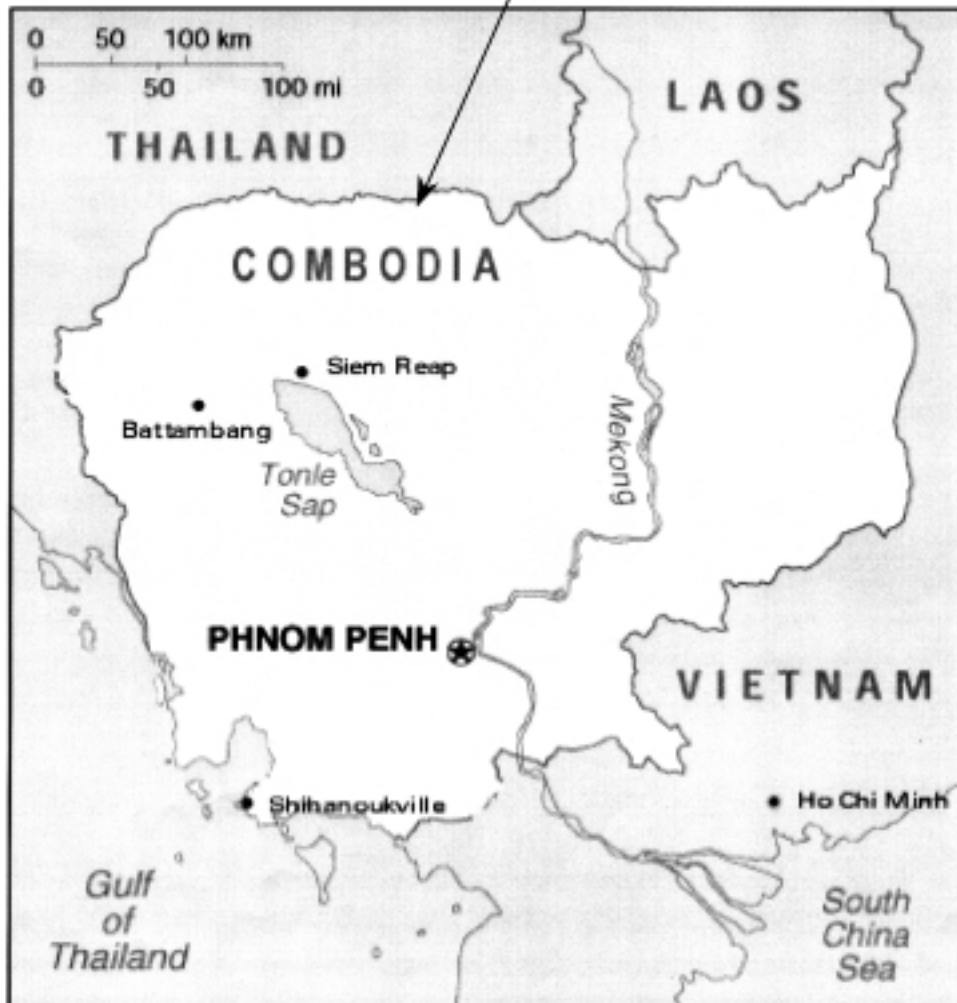 0 50 100 km
0 50 100 mi
LAOS
THAILAND
COMBODIA
Siem Reap
Battambang
Mekong
Tonle
Sap
PHNOM PENH
VIETNAM
Shihanoukville
Ho Chi Minh
Gulf
of
Thailand
South
China
Sea